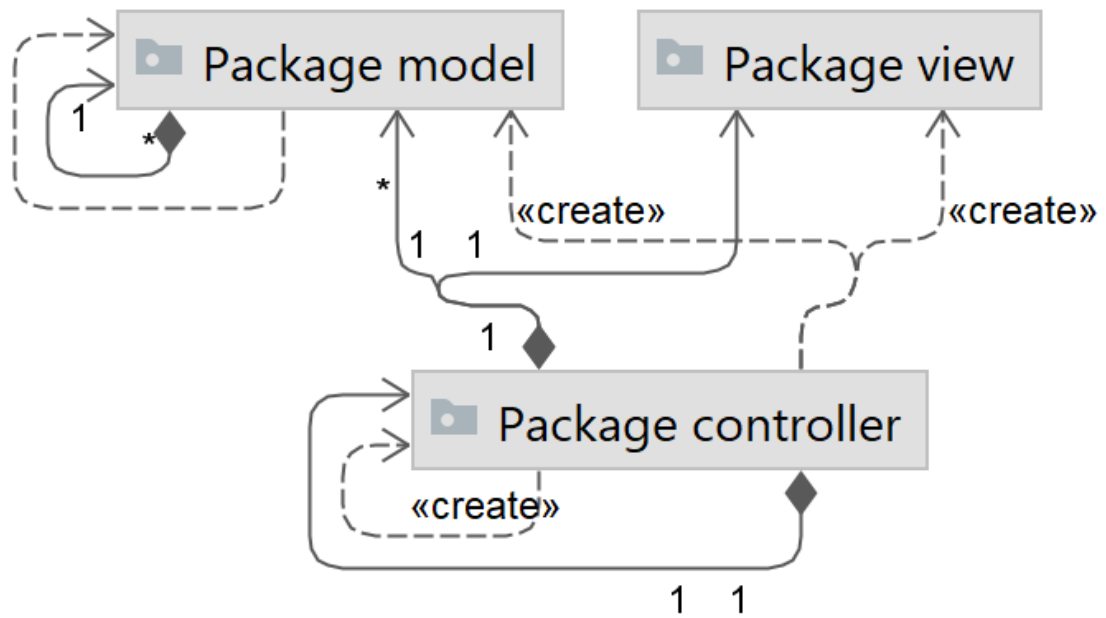 Package model
Package view
1
*
*
«create»
«create»
1
1
1
Package controller
«create»
1
1